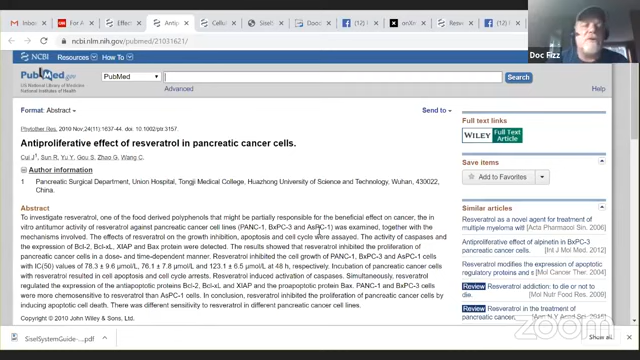 Inbox
For A
Effect
Antip
Cellula
SiselS
Docc
onXm
Resve
ncbi.nlm.nih.gov/pubmed/21031621/
Doc Fizz
NCBI Resources How To
PubMed.gov
US National Library of Medicine
National Institutes of Health
PubMed
Search
Advanced
Help
Format: Abstract
Send to
Phytother Res. 2010 Nov;24(11):1637-44. doi: 10.1002/ptr.3157.
Antiproliferative effect of resveratrol in pancreatic cancer cells.
Cui J1, Sun R, Yu Y, Gou S, Zhao G, Wang C.
Author information
1 Pancreatic Surgical Department, Union Hospital, Tongji Medical College, Huazhong University of Science and Technology, Wuhan, 430022,
China.
Abstract
To investigate resveratrol, one of the food derived polyphenols that might be partially responsible for the beneficial effect on cancer, the in
vitro antitumor activity of resveratrol against pancreatic cancer cell lines (PANC-1, BxPC-3 and AsPC-1) was examined, together with the
mechanisms involved. The effects of resveratrol on the growth inhibition, apoptosis and cell cycle were assayed. The activity of caspases and
the expression of Bcl-2, Bcl-xL, XIAP and Bax protein were detected. The results showed that resveratrol inhibited the proliferation of
pancreatic cells in a dose- and time-dependent manner. Resveratrol inhibited the cell growth of PANC-1, BxPC-3 and AsPC-1 cells
with IC(50) values of 78.3 ± 9.6 µmol/L, 76.1 ± 7.8 µmol/L and 123.1 ± 6.5 µmol/L at 48 h, respectively. Incubation of pancreatic cancer cells
with resveratrol resulted in cell apoptosis and cell cycle arrests. Resveratrol induced activation of caspases. Simultaneously, resveratrol
regulated the expression of the antiapoptotic proteins Bcl-2, Bcl-xL and XIAP and the proapoptotic protein Bax. PANC-1 and BxPC-3 cells
were more chemosensitive to resveratrol than AsPC-1 cells. In conclusion, resveratrol inhibited the proliferation of pancreatic cancer cells by
inducing apoptotic cell death. There was different sensitivity to resveratrol in different pancreatic cancer cell lines.
Copyright © 2010 John Wiley & Sons, Ltd.
Full text links
WILEY Full Text Article
Save items
Add to Favorites
Similar articles
Resveratrol as a novel agent for treatment of
multiple myeloma with [Acta Pharmacol Sin. 2006]
Antiproliferative effect of alpinetin in BxPC-3
pancreatic cancer c [Int J Mol Med. 2012]
Resveratrol modifies the expression of
apoptotic regulatory proteins and s [Mol Med. 2010]
Review Resveratrol addiction: to die or not to
die. [Mol Nutr Food Res. 2009]
Review Resveratrol in the treatment of
pancreatic cancer.
SiselSystemGuide-....pdf
Show all
zoom